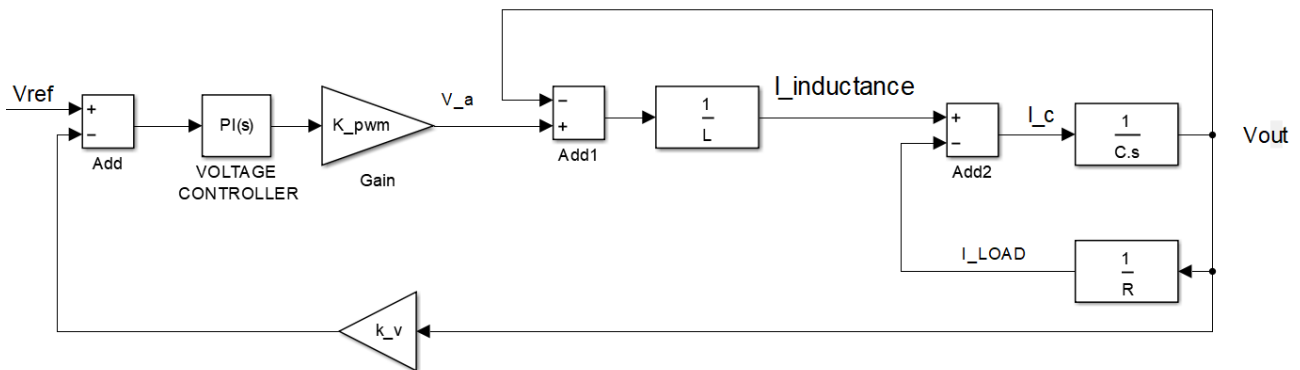 Vref
+
−
Add
PI(s)
VOLTAGE
CONTROLLER
K_pwm
Gain
V_a
−
+
Add1
1
L
I_inductance
+
−
Add2
I_c
1
C.s
Vout
I_LOAD
1
R
k_v